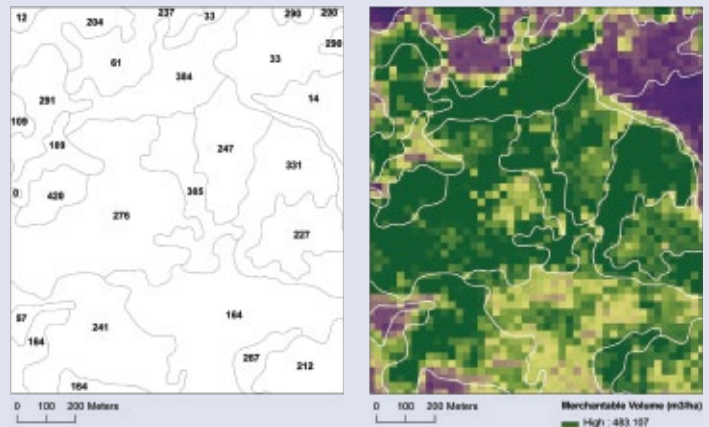 12 204 237 33 290 290
298
61 33
384
291 14
109
189 247
331
0 420 385
276
227
57 164
241
164
267 212
164
0 100 200 Meters
0 100 200 Meters
Merchantable Volume (m3/ha)
High : 483.107